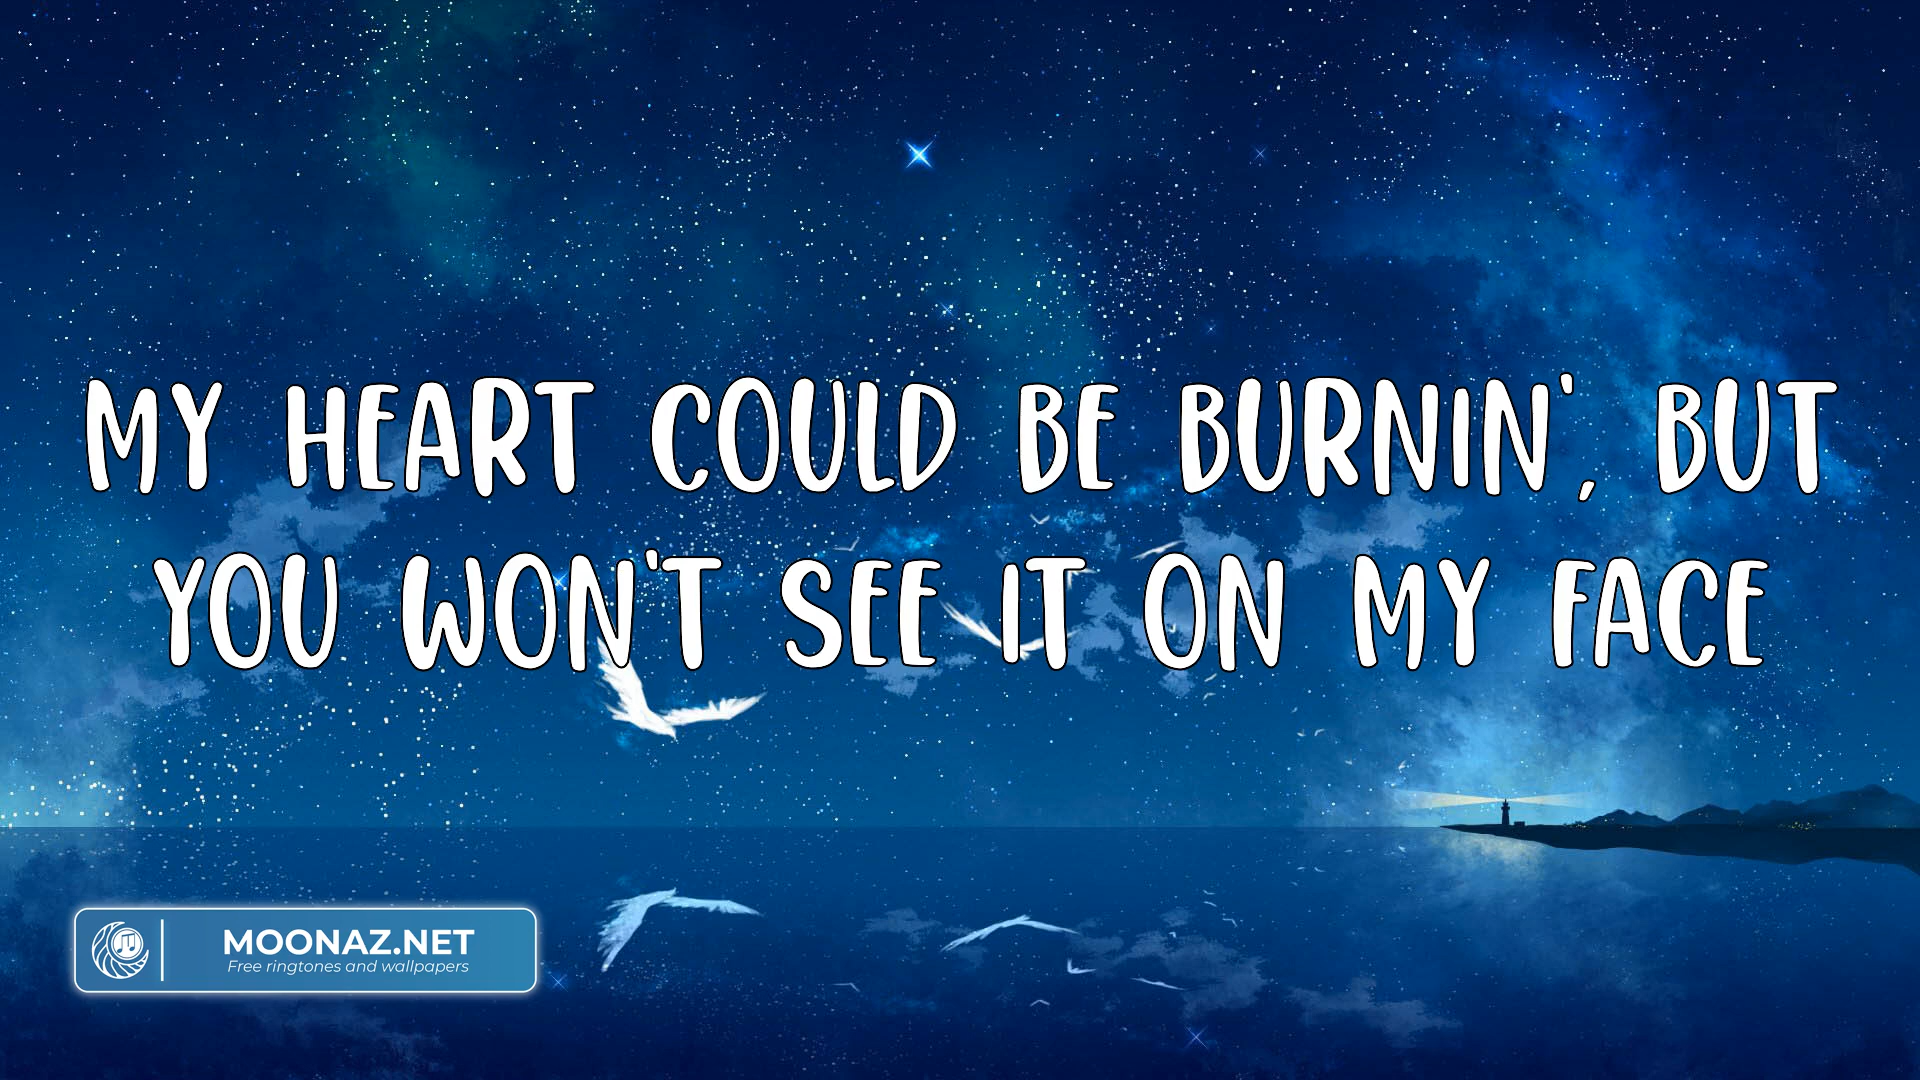 MY HEART COULD BE BURNIN', BUT
YOU WON'T SEE IT ON MY FACE
MOONAZ.NET
Free ringtones and wallpapers